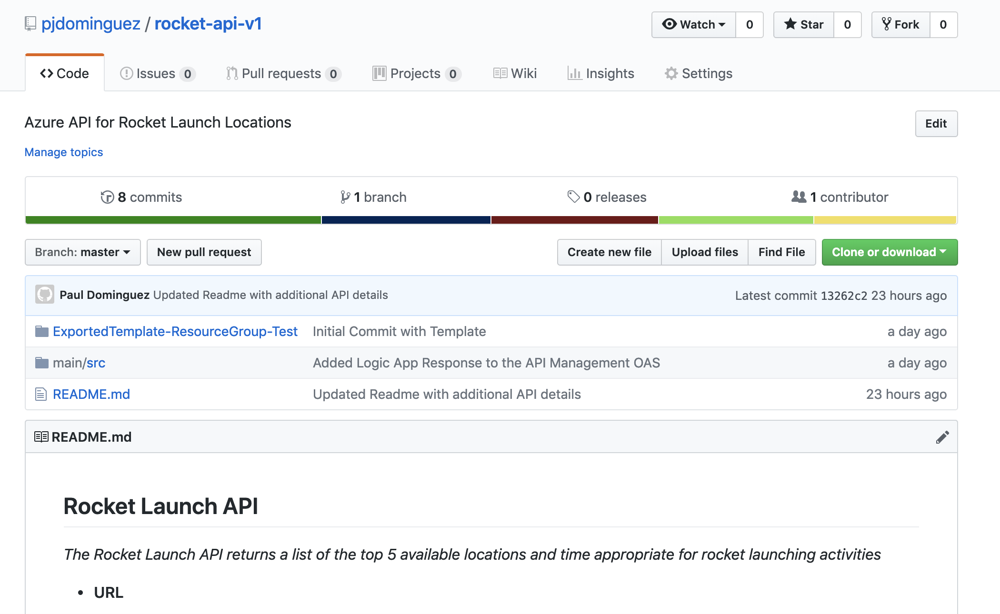 pjdominguez / rocket-api-v1
Watch 0 Star 0 Fork 0
Code Issues 0 Pull requests 0 Projects 0 Wiki Insights Settings
Azure API for Rocket Launch Locations
Edit
Manage topics
8 commits 1 branch 0 releases 1 contributor
Branch: master New pull request Create new file Upload files Find File Clone or download
Paul Dominguez Updated Readme with additional API details Latest commit 13262c2 23 hours ago
ExportedTemplate-ResourceGroup-Test Initial Commit with Template a day ago
main/src Added Logic App Response to the API Management OAS a day ago
README.md Updated Readme with additional API details 23 hours ago
README.md
Rocket Launch API
The Rocket Launch API returns a list of the top 5 available locations and time appropriate for rocket launching activities
• URL